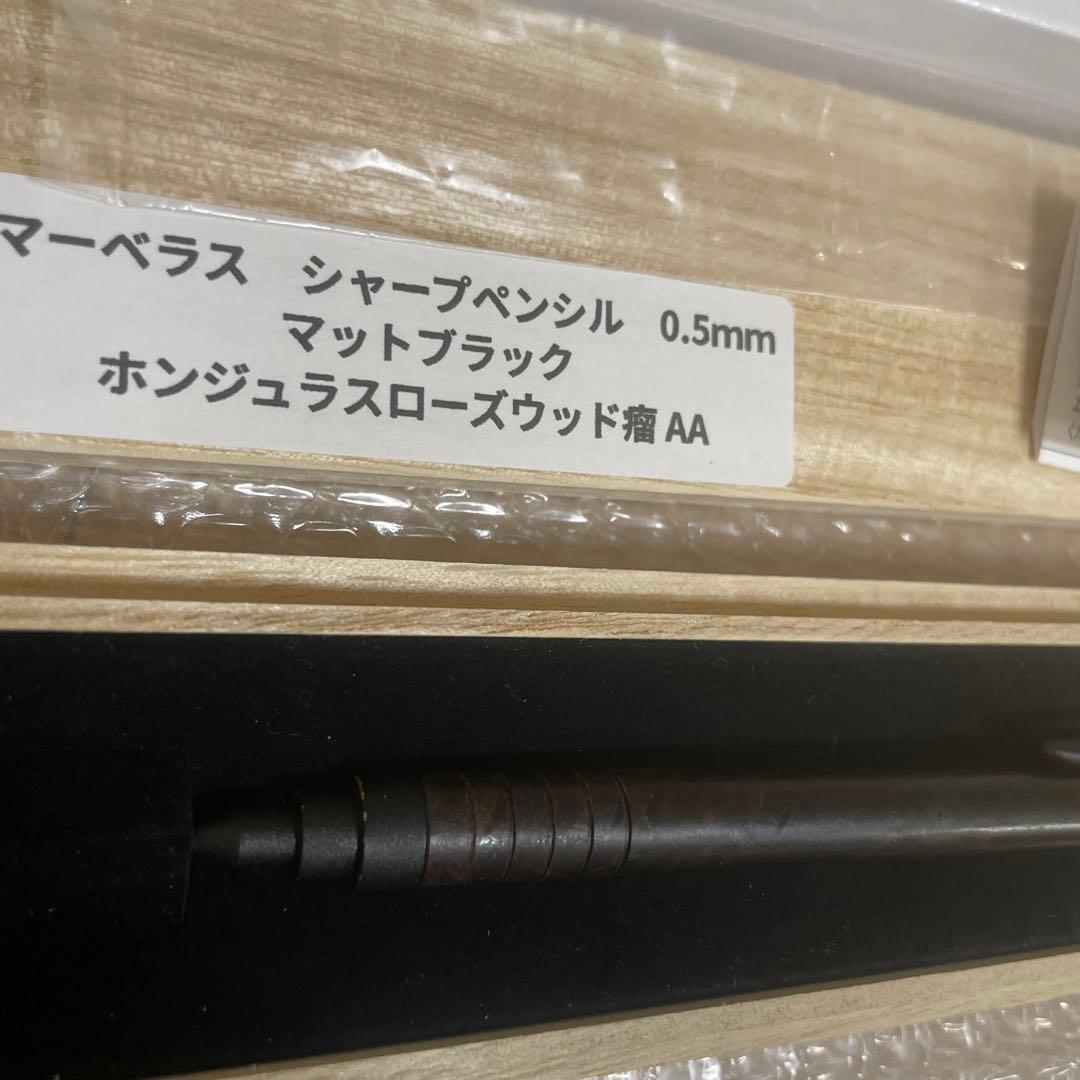 マーベラス　シャープペンシル　0.5mm
マットブラック
ホンジュラスローズウッド瘤 AA